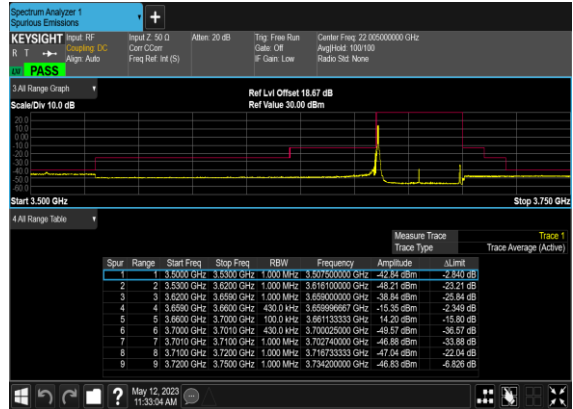 Spectrum Analyzer 1
Spurious Emissions
KEYSIGHT Input: RF Input Z: 50 Ω Atten: 20 dB Trig: Free Run Center Freq: 22.005000000 GHz
R T Coupling: DC Corr CCorr Gate: Off Avg|Hold: 100/100
Align: Auto Freq Ref: Int (S) IF Gain: Low Radio Std: None
PASS
3 All Range Graph Ref Lvl Offset 18.67 dB
Scale/Div 10.0 dB Ref Value 30.00 dBm
20.0
10.0
0.00
-10.0
-20.0
-30.0
-40.0
-50.0
-60.0
Start 3.500 GHz Stop 3.750 GHz
4 All Range Table
Measure Trace Trace 1
Trace Type Trace Average (Active)
Spur Range Start Freq Stop Freq RBW Frequency Amplitude ΔLimit
1 1 3.5000 GHz 3.5300 GHz 1.000 MHz 3.507500000 GHz -42.84 dBm -2.840 dB
2 2 3.5300 GHz 3.6200 GHz 1.000 MHz 3.616100000 GHz -48.21 dBm -23.21 dB
3 3 3.6200 GHz 3.6590 GHz 1.000 MHz 3.659000000 GHz -38.84 dBm -25.84 dB
4 4 3.6590 GHz 3.6600 GHz 430.0 kHz 3.659996667 GHz -15.35 dBm -2.349 dB
5 5 3.6600 GHz 3.7000 GHz 100.0 kHz 3.661133333 GHz 14.20 dBm -15.80 dB
6 6 3.7000 GHz 3.7010 GHz 430.0 kHz 3.700025000 GHz -49.57 dBm -36.57 dB
7 7 3.7010 GHz 3.7100 GHz 1.000 MHz 3.702740000 GHz -46.88 dBm -33.88 dB
8 8 3.7100 GHz 3.7200 GHz 1.000 MHz 3.716733333 GHz -47.04 dBm -22.04 dB
9 9 3.7200 GHz 3.7500 GHz 1.000 MHz 3.734200000 GHz -46.83 dBm -6.826 dB
May 12, 2023
11:33:04 AM